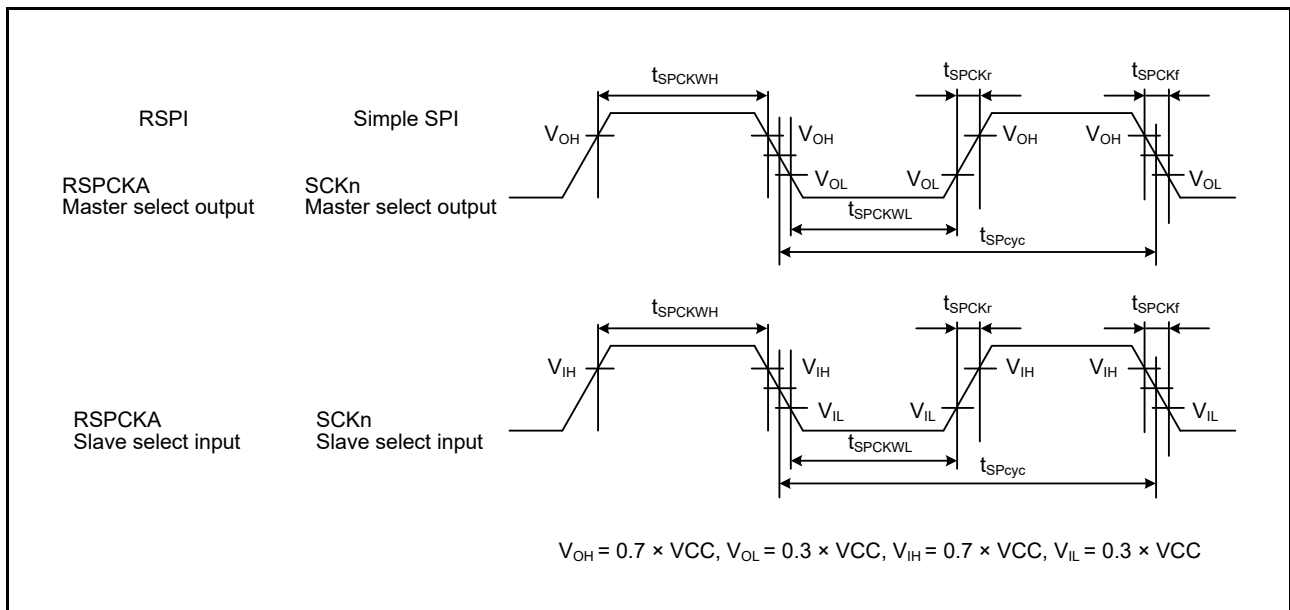 tSPCKWH
tSPCKr
tSPCKf
RSPI
Simple SPI
VOH
VOH
VOH
VOH
RSPCKA
Master select output
SCKn
Master select output
VOL
VOL
VOL
tSPCKWL
tSPcyc
tSPCKWH
tSPCKr
tSPCKf
VIH
VIH
VIH
VIH
RSPCKA
Slave select input
SCKn
Slave select input
VIL
VIL
VIL
tSPCKWL
tSPcyc
VOH = 0.7 × VCC, VOL = 0.3 × VCC, VIH = 0.7 × VCC, VIL = 0.3 × VCC